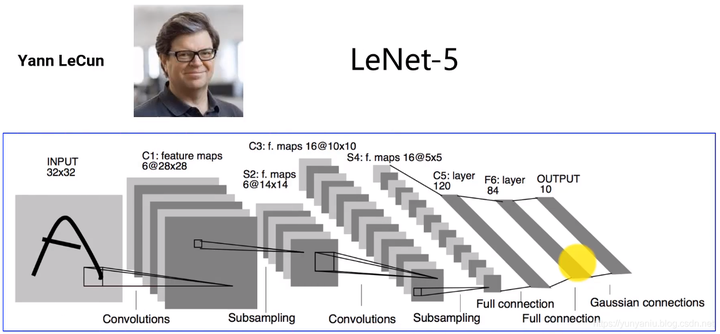 Yann LeCun
LeNet-5
C3: f. maps 16@10x10
INPUT
32x32
C1: feature maps
6@28x28
S2: f. maps
6@14x14
S4: f. maps 16@5x5
C5: layer
120
F6: layer
84
OUTPUT
10
Convolutions
Subsampling
Convolutions
Subsampling
Full connection
Full connection
Gaussian connections